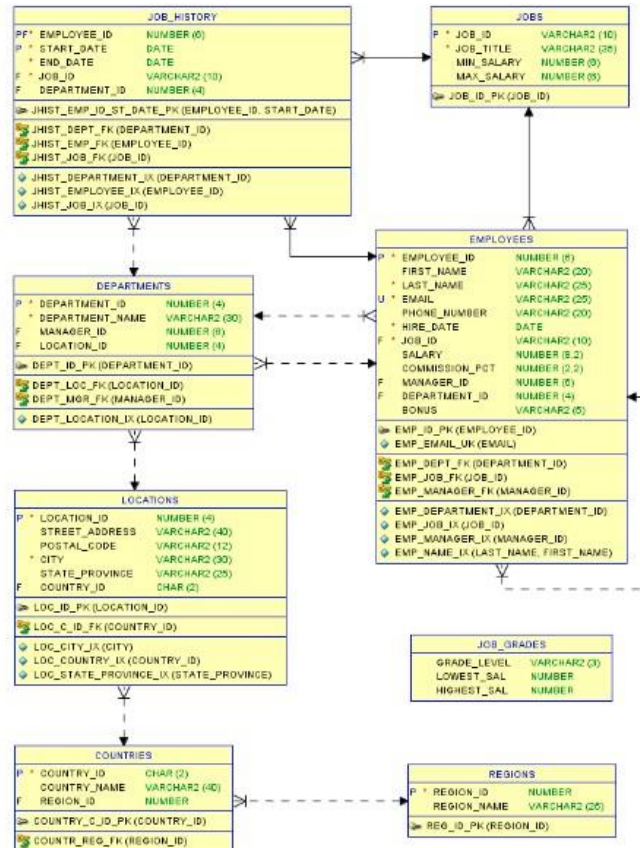 JOB_HISTORY
PF* EMPLOYEE_ID NUMBER (6)
P * START_DATE DATE
* END_DATE DATE
F * JOB_ID VARCHAR2 (10)
F DEPARTMENT_ID NUMBER (4)
JHIST_EMP_ID_ST_DATE_PK (EMPLOYEE_ID, START_DATE)
JHIST_DEPT_FK (DEPARTMENT_ID)
JHIST_EMP_FK (EMPLOYEE_ID)
JHIST_JOB_FK (JOB_ID)
JHIST_DEPARTMENT_IX (DEPARTMENT_ID)
JHIST_EMPLOYEE_IX (EMPLOYEE_ID)
JHIST_JOB_IX (JOB_ID)
JOBS
P * JOB_ID VARCHAR2 (10)
* JOB_TITLE VARCHAR2 (35)
MIN_SALARY NUMBER (6)
MAX_SALARY NUMBER (6)
JOB_ID_PK (JOB_ID)
EMPLOYEES
P * EMPLOYEE_ID NUMBER (6)
FIRST_NAME VARCHAR2 (20)
* LAST_NAME VARCHAR2 (25)
U * EMAIL VARCHAR2 (25)
PHONE_NUMBER VARCHAR2 (20)
* HIRE_DATE DATE
F * JOB_ID VARCHAR2 (10)
SALARY NUMBER (8,2)
COMMISSION_PCT NUMBER (2,2)
F MANAGER_ID NUMBER (6)
F DEPARTMENT_ID NUMBER (4)
BONUS VARCHAR2 (5)
EMP_ID_PK (EMPLOYEE_ID)
EMP_EMAIL_UK (EMAIL)
EMP_DEPT_FK (DEPARTMENT_ID)
EMP_JOB_FK (JOB_ID)
EMP_MANAGER_FK (MANAGER_ID)
EMP_DEPARTMENT_IX (DEPARTMENT_ID)
EMP_JOB_IX (JOB_ID)
EMP_MANAGER_IX (MANAGER_ID)
EMP_NAME_IX (LAST_NAME, FIRST_NAME)
DEPARTMENTS
P * DEPARTMENT_ID NUMBER (4)
* DEPARTMENT_NAME VARCHAR2 (30)
F MANAGER_ID NUMBER (6)
F LOCATION_ID NUMBER (4)
DEPT_ID_PK (DEPARTMENT_ID)
DEPT_LOC_FK (LOCATION_ID)
DEPT_MGR_FK (MANAGER_ID)
DEPT_LOCATION_IX (LOCATION_ID)
LOCATIONS
P * LOCATION_ID NUMBER (4)
STREET_ADDRESS VARCHAR2 (40)
POSTAL_CODE VARCHAR2 (12)
* CITY VARCHAR2 (30)
STATE_PROVINCE VARCHAR2 (25)
F COUNTRY_ID CHAR (2)
LOC_ID_PK (LOCATION_ID)
LOC_C_ID_FK (COUNTRY_ID)
LOC_CITY_IX (CITY)
LOC_COUNTRY_IX (COUNTRY_ID)
LOC_STATE_PROVINCE_IX (STATE_PROVINCE)
JOB_GRADES
GRADE_LEVEL VARCHAR2 (3)
LOWEST_SAL NUMBER
HIGHEST_SAL NUMBER
COUNTRIES
P * COUNTRY_ID CHAR (2)
COUNTRY_NAME VARCHAR2 (40)
F REGION_ID NUMBER
COUNTRY_C_ID_PK (COUNTRY_ID)
COUNTR_REG_FK (REGION_ID)
REGIONS
P * REGION_ID NUMBER
REGION_NAME VARCHAR2 (25)
REG_ID_PK (REGION_ID)